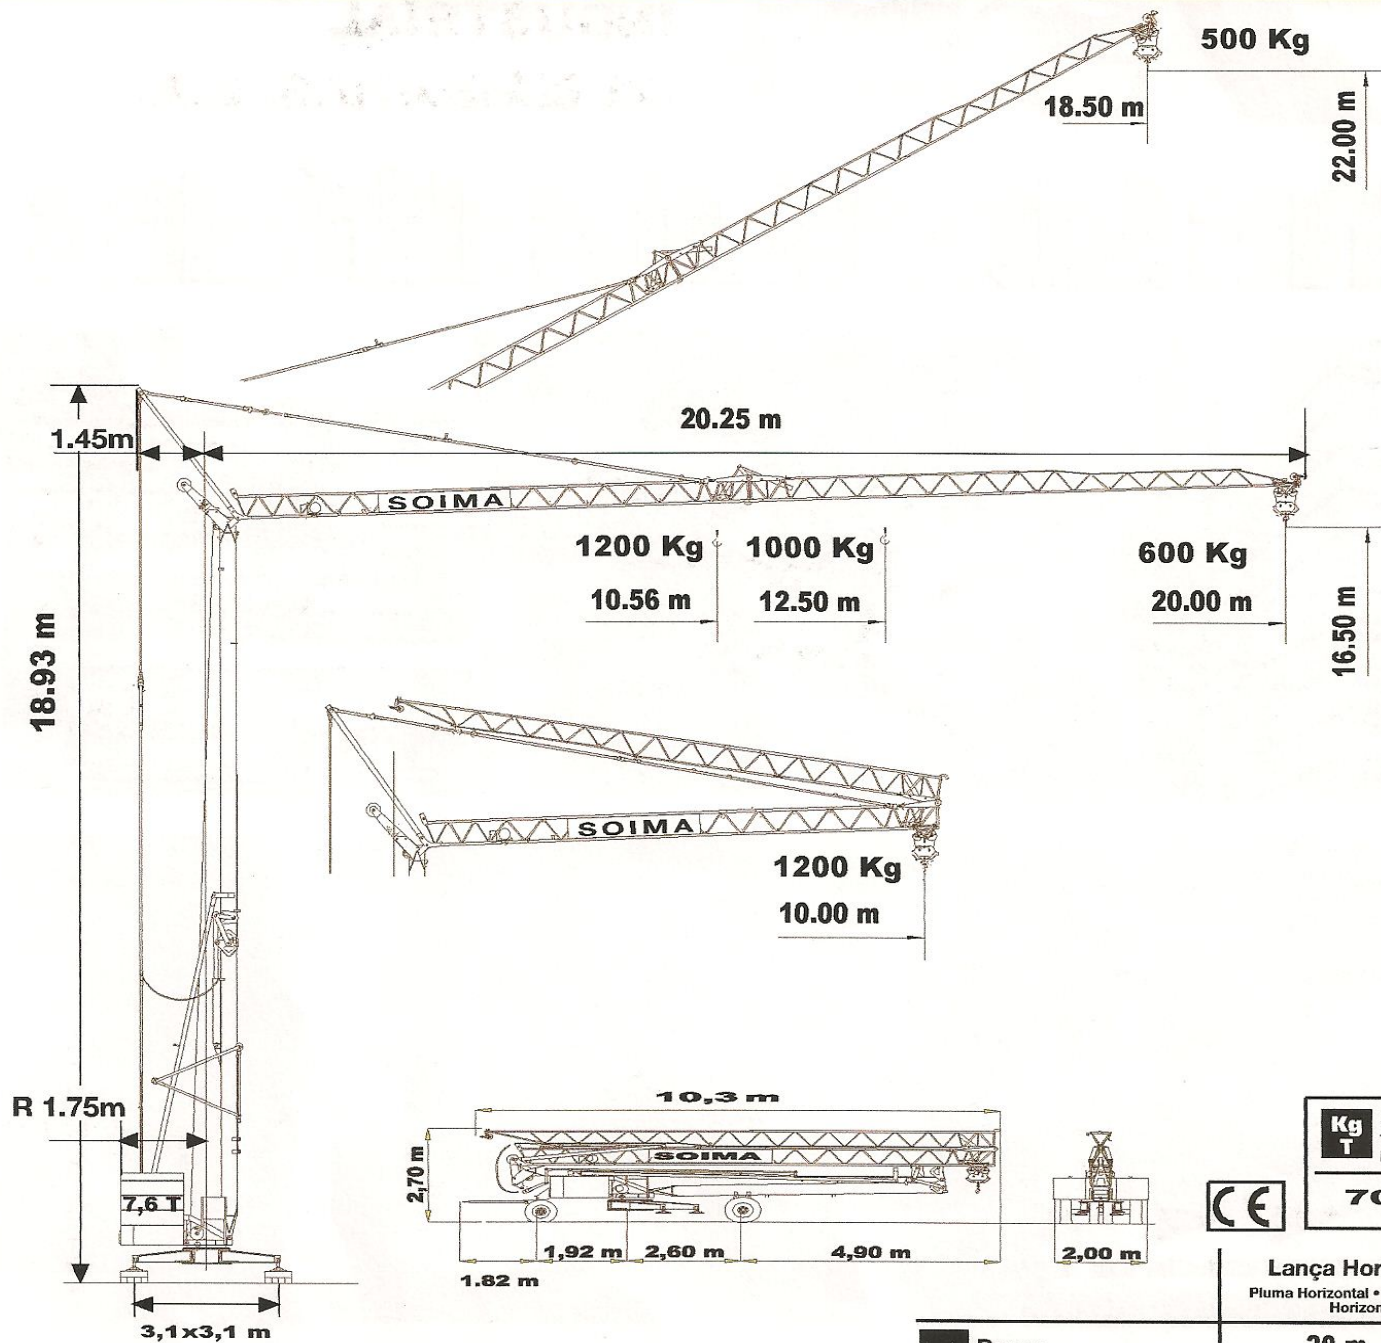 500 Kg
18.50 m
22.00 m
20.25 m
1.45m
SOIMA
1200 Kg
1000 Kg
600 Kg
10.56 m
12.50 m
20.00 m
16.50 m
18.93 m
SOIMA
1200 Kg
10.00 m
R 1.75m
10,3 m
2,70 m
SOIMA
7,6 T
1,92 m
2,60 m
4,90 m
2,00 m
1.82 m
3,1x3,1 m
Kg
T
CE
Lança Hor
Pluma Horizontal •
Horizon
20 m